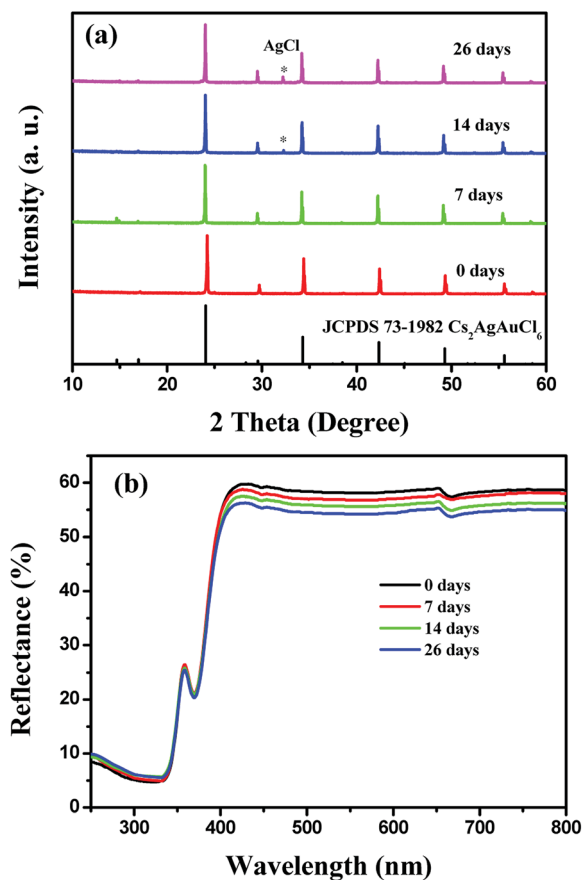 (a)
AgCl
*
26 days
*
14 days
7 days
0 days
JCPDS 73-1982 Cs₂AgAuCl₆
Intensity (a. u.)
10 20 30 40 50 60
2 Theta (Degree)
(b)
60
50
40
30
20
10
0
Reflectance (%)
0 days
7 days
14 days
26 days
300 400 500 600 700 800
Wavelength (nm)